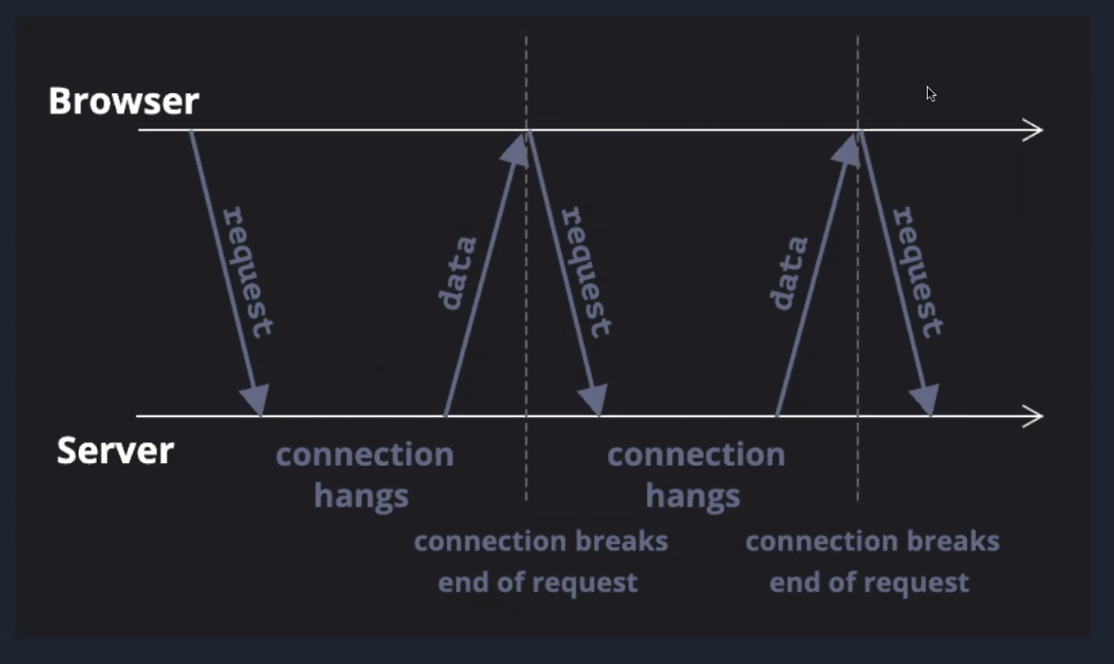 Browser
request
data
request
data
request
Server
connection
hangs
connection
hangs
connection breaks
end of request
connection breaks
end of request